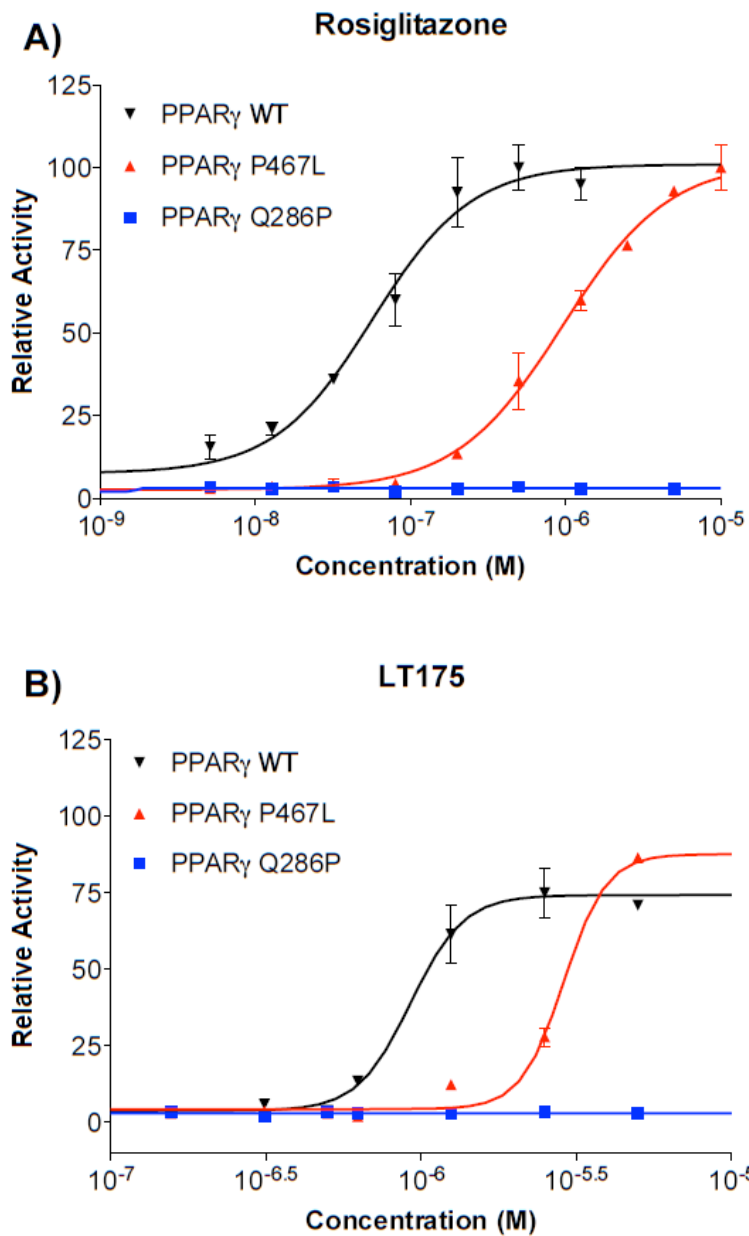 A)
Rosiglitazone
125
100
75
50
25
0
Relative Activity
PPARγ WT
PPARγ P467L
PPARγ Q286P
10-9 10-8 10-7 10-6 10-5
Concentration (M)
B)
LT175
125
100
75
50
25
0
Relative Activity
PPARγ WT
PPARγ P467L
PPARγ Q286P
10-7 10-6.5 10-6 10-5.5 10-5
Concentration (M)